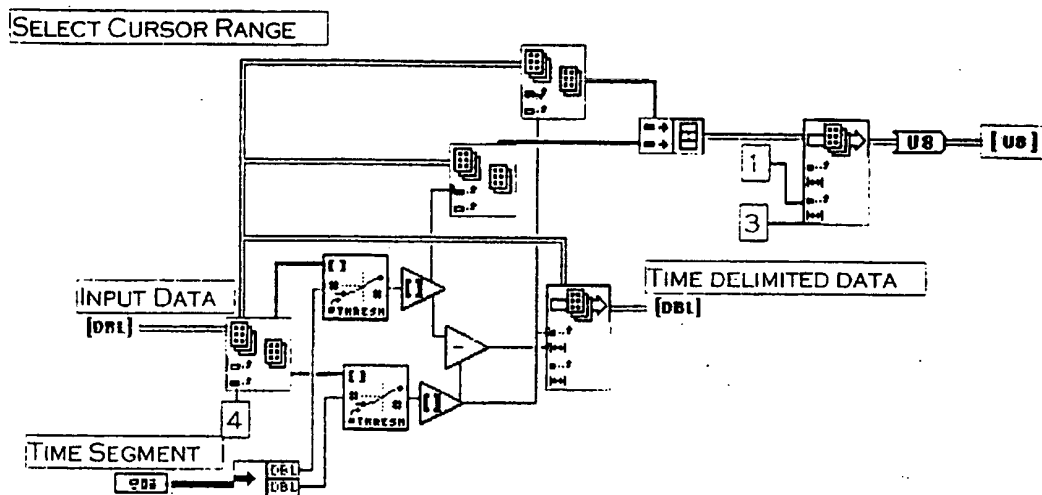 SELECT CURSOR RANGE
U8
[U8]
1
3
TIME DELIMITED DATA
[DBL]
INPUT DATA
[DBL]
[ ]
THRESH
[ ]
-
[ ]
THRESH
[ ]
4
TIME SEGMENT
DBL
DBL